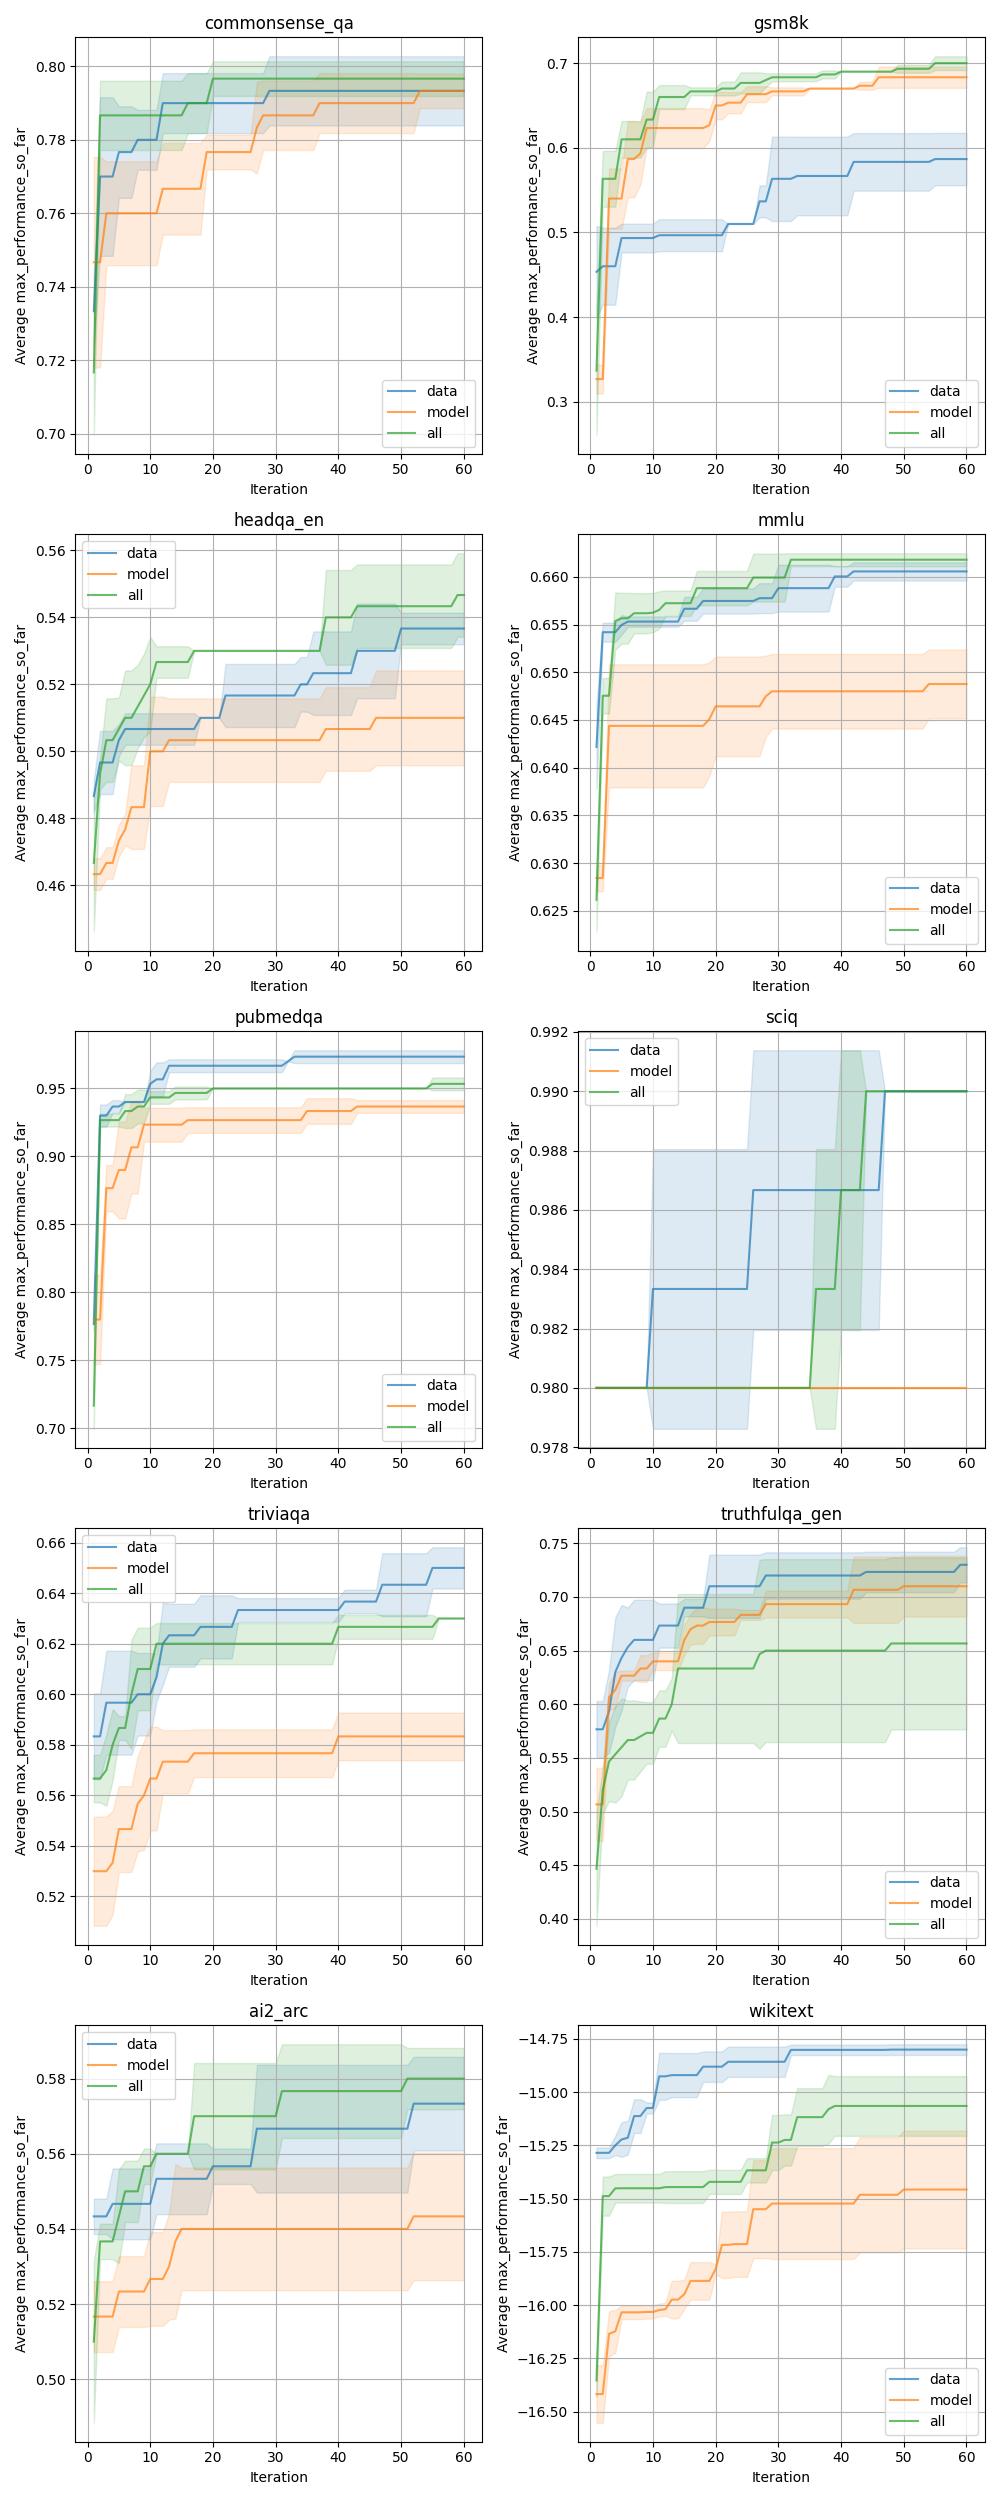 commonsense_qa
Average max_performance_so_far
0.80
0.78
0.76
0.74
0.72
0.70
data
model
all
0 10 20 30 40 50 60
Iteration
gsm8k
Average max_performance_so_far
0.7
0.6
0.5
0.4
0.3
data
model
all
0 10 20 30 40 50 60
Iteration
headqa_en
Average max_performance_so_far
0.56
0.54
0.52
0.50
0.48
0.46
data
model
all
0 10 20 30 40 50 60
Iteration
mmlu
Average max_performance_so_far
0.660
0.655
0.650
0.645
0.640
0.635
0.630
0.625
data
model
all
0 10 20 30 40 50 60
Iteration
pubmedqa
Average max_performance_so_far
0.95
0.90
0.85
0.80
0.75
0.70
data
model
all
0 10 20 30 40 50 60
Iteration
sciq
Average max_performance_so_far
0.992
0.990
0.988
0.986
0.984
0.982
0.980
0.978
data
model
all
0 10 20 30 40 50 60
Iteration
triviaqa
Average max_performance_so_far
0.66
0.64
0.62
0.60
0.58
0.56
0.54
0.52
data
model
all
0 10 20 30 40 50 60
Iteration
truthfulqa_gen
Average max_performance_so_far
0.75
0.70
0.65
0.60
0.55
0.50
0.45
0.40
data
model
all
0 10 20 30 40 50 60
Iteration
ai2_arc
Average max_performance_so_far
0.58
0.56
0.54
0.52
0.50
data
model
all
0 10 20 30 40 50 60
Iteration
wikitext
Average max_performance_so_far
−14.75
−15.00
−15.25
−15.50
−15.75
−16.00
−16.25
−16.50
data
model
all
0 10 20 30 40 50 60
Iteration